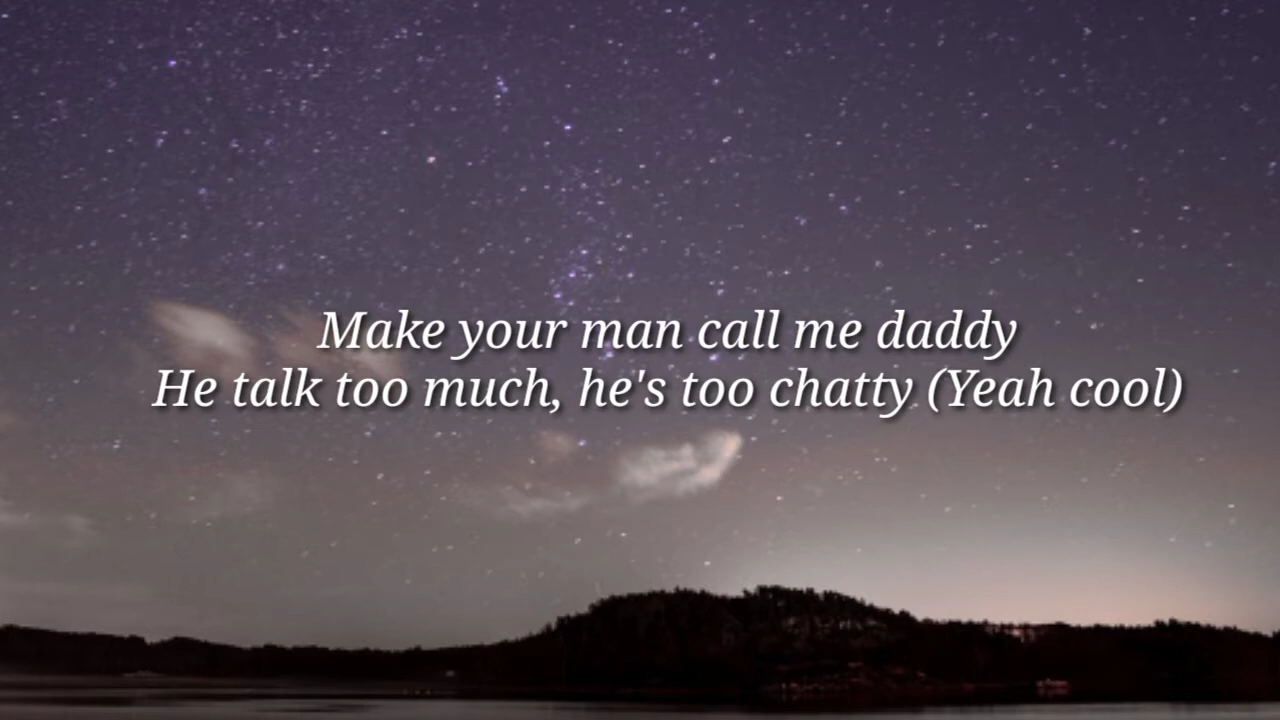 Make your man call me daddy
He talk too much, he's too chatty (Yeah cool)